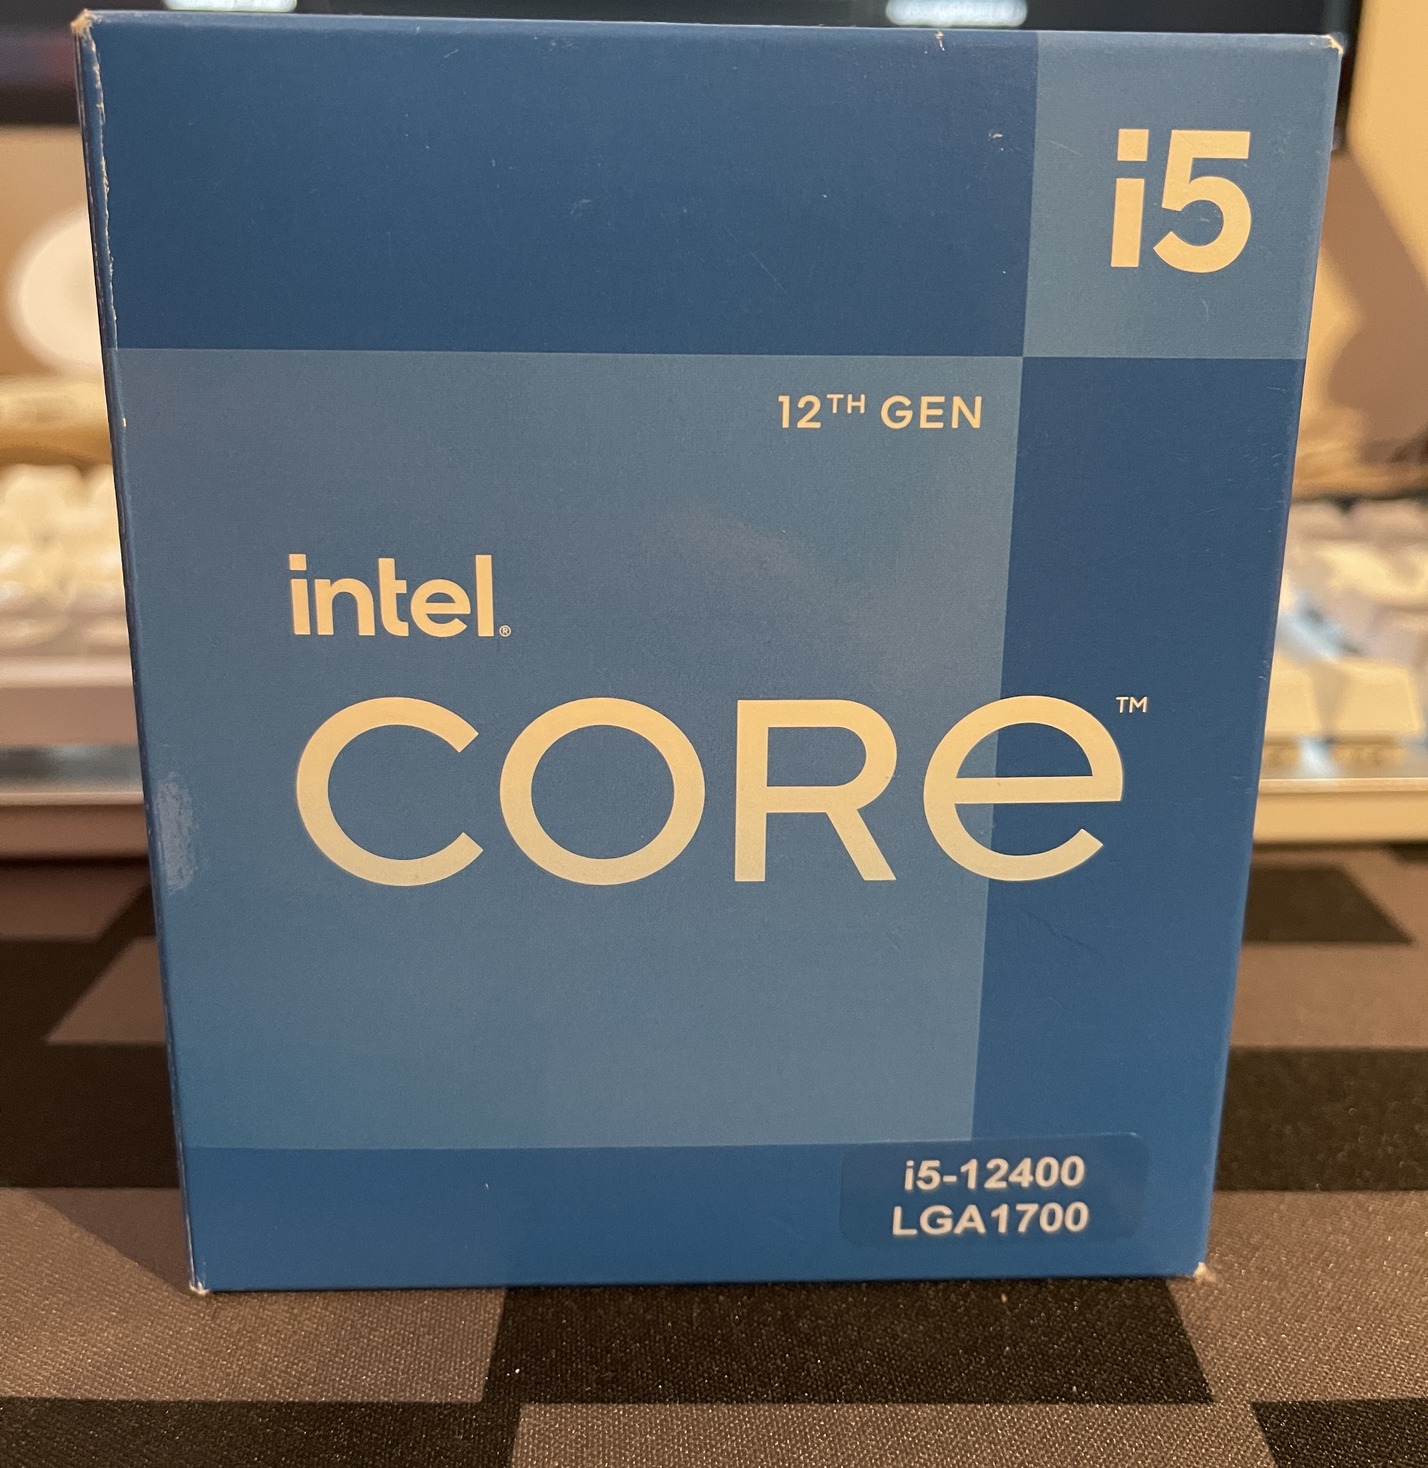 i5
12TH GEN
intel®
CORe™
i5-12400
LGA1700